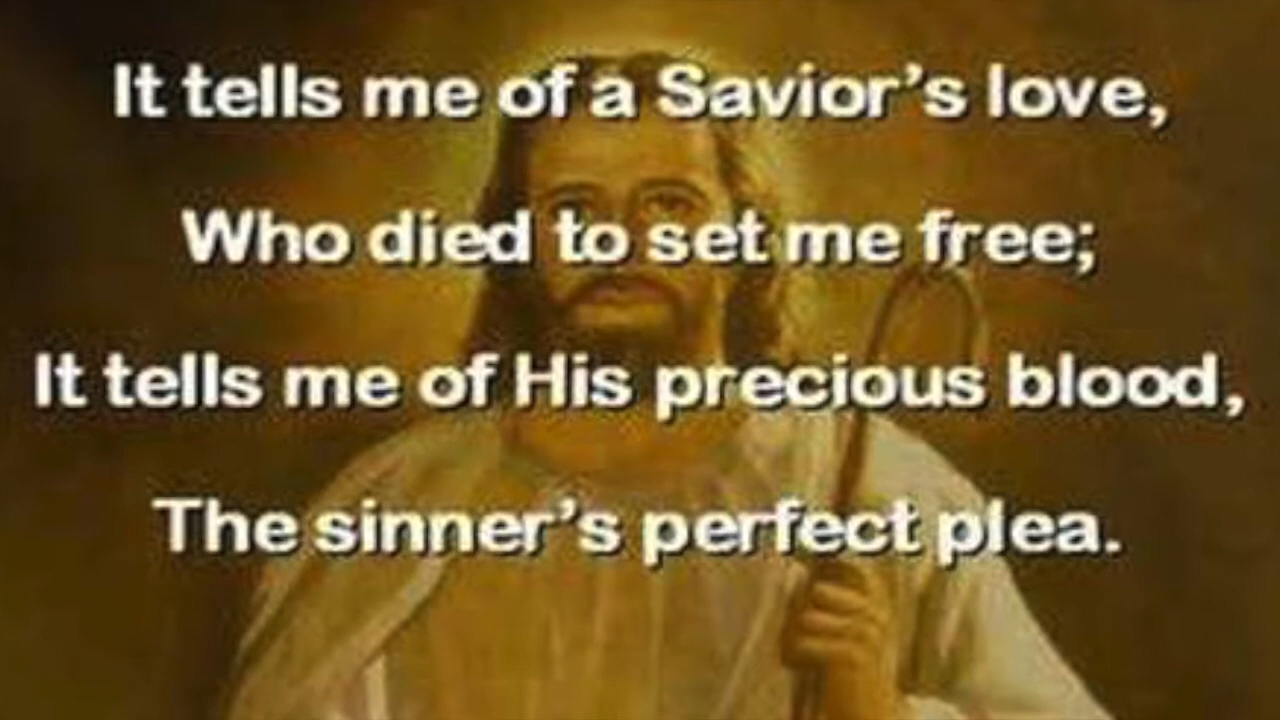 It tells me of a Savior’s love,
Who died to set me free;
It tells me of His precious blood,
The sinner’s perfect plea.